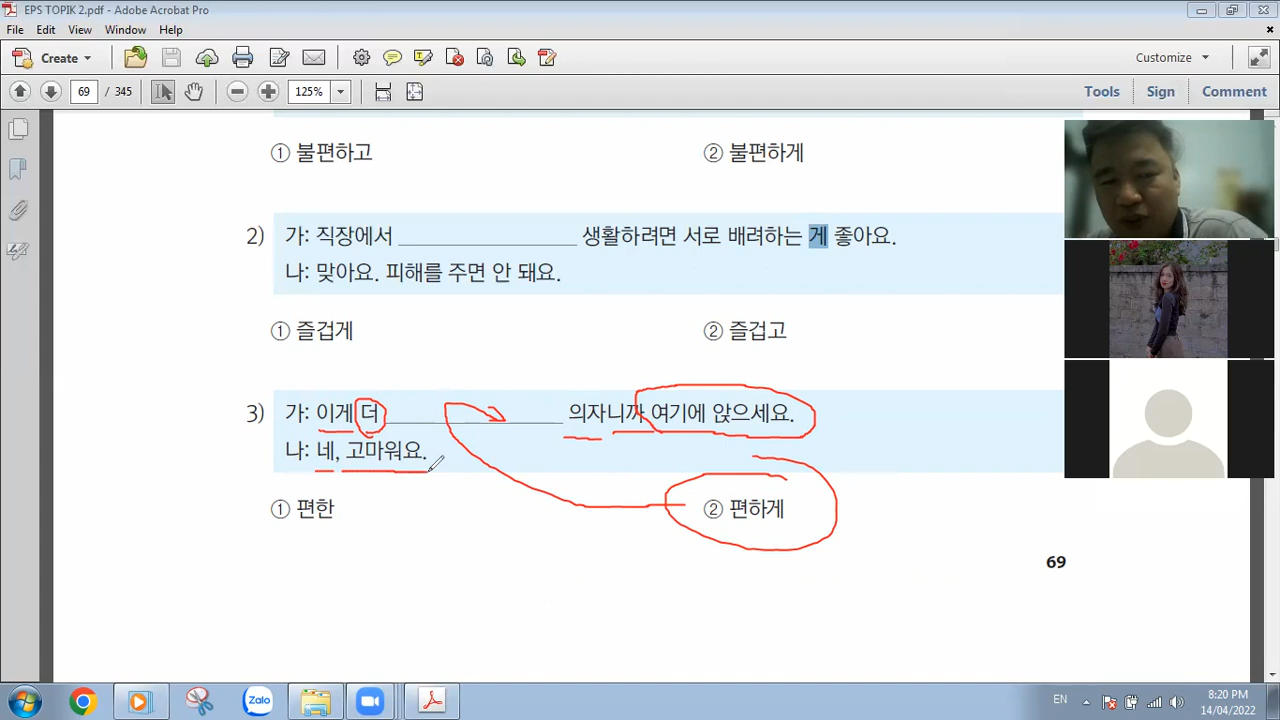 EPS TOPIK 2.pdf - Adobe Acrobat Pro
File Edit View Window Help
Create Customize
69 / 345 125% Tools Sign Comment
① 불편하고 ② 불편하게
2) 가: 직장에서 ________ 생활하려면 서로 배려하는 게 좋아요.
나: 맞아요. 피해를 주면 안 돼요.
① 즐겁게 ② 즐겁고
3) 가: 이게 더 ________ 의자니까 여기에 앉으세요.
나: 네, 고마워요.
① 편한 ② 편하게
69
Zalo EN 8:20 PM
14/04/2022